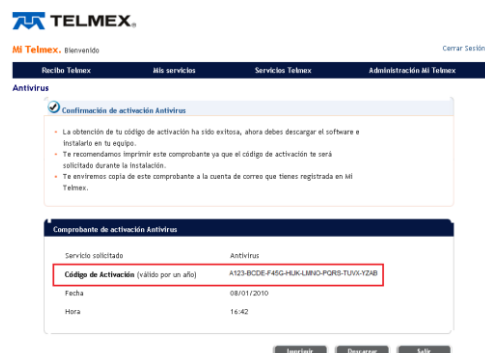 TELMEX.
Mi Telmex. Bienvenido
Cerrar Sesión
Recibo Telmex Mis servicios Servicios Telmex Administración Mi Telmex
Antivirus
Confirmación de activación Antivirus
La obtención de tu código de activación ha sido exitosa, ahora debes descargar el software e
instalarlo en tu equipo.
Te recomendamos imprimir este comprobante ya que el código de activación te será
solicitado durante la instalación.
Te enviremos copia de este comprobante a la cuenta de correo que tienes registrada en Mi
Telmex.
Comprobante de activación Antivirus
Servicio solicitado Antivirus
Código de Activación (válido por un año) A123-BCDE-F45G-HIJK-LMNO-PQRS-TUVX-YZAB
Fecha 08/01/2010
Hora 16:42
Imprimir Descargar Salir